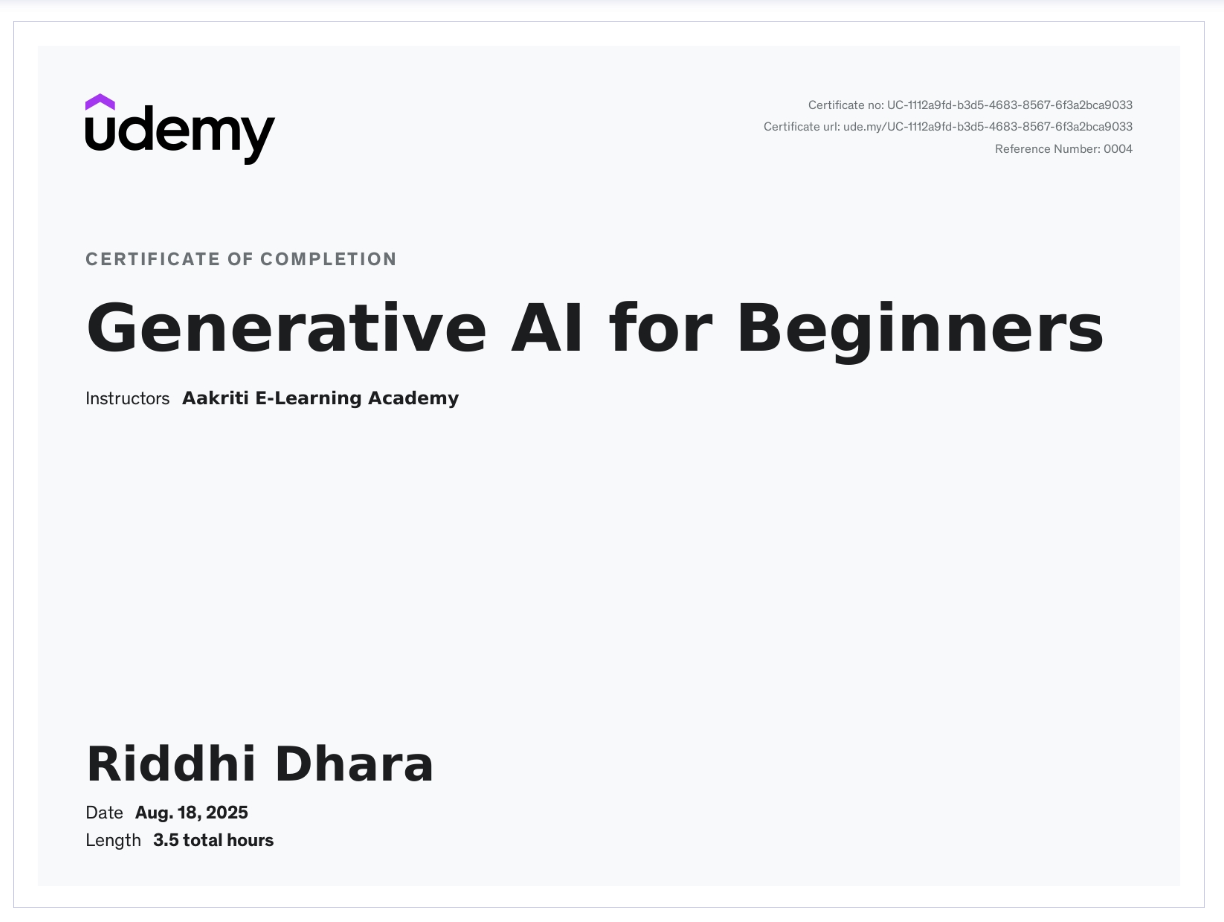 udemy
Certificate no: UC-1112a9fd-b3d5-4683-8567-6f3a2bca9033
Certificate url: ude.my/UC-1112a9fd-b3d5-4683-8567-6f3a2bca9033
Reference Number: 0004
CERTIFICATE OF COMPLETION
Generative AI for Beginners
Instructors Aakriti E-Learning Academy
Riddhi Dhara
Date Aug. 18, 2025
Length 3.5 total hours